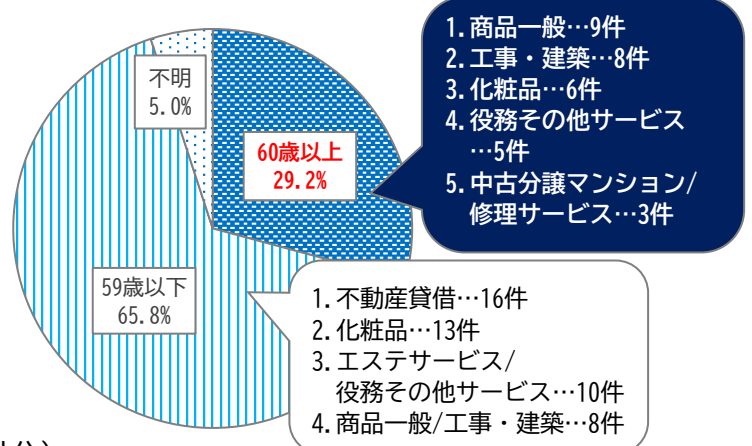 1.商品一般…9件
2.工事・建築…8件
3.化粧品…6件
4.役務その他サービス
…5件
5.中古分譲マンション/
修理サービス…3件
不明
5.0%
60歳以上
29.2%
59歳以下
65.8%
1.不動産貸借…16件
2.化粧品…13件
3.エステサービス/
役務その他サービス…10件
4.商品一般/工事・建築…8件